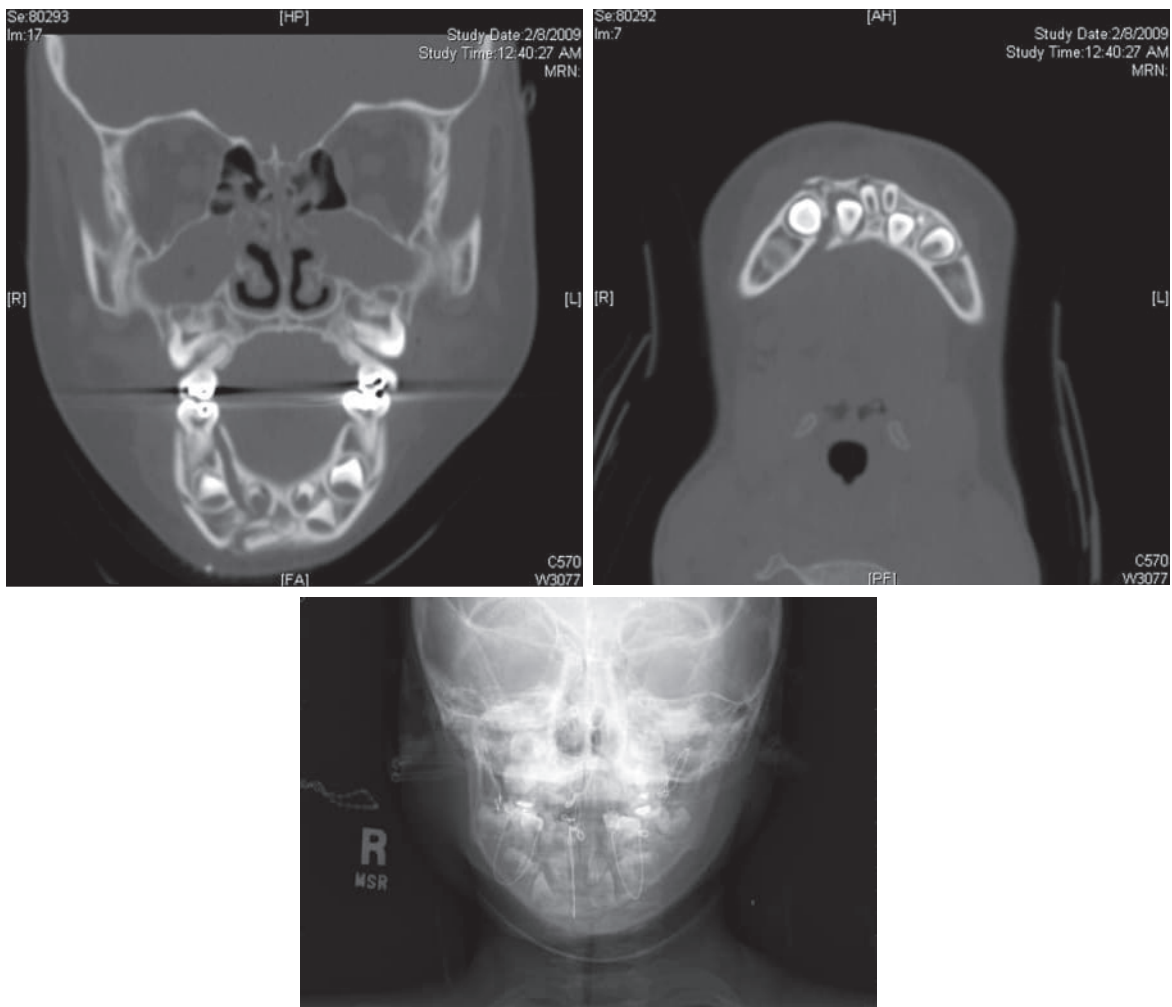 Se:80293
Im:17
[HP]
Study Date:2/8/2009
Study Time:12:40:27 AM
MRN:
[R]
[L]
C570
W3077
[FA]
Se:80292
Im:7
[AH]
Study Date:2/8/2009
Study Time:12:40:27 AM
MRN:
[R]
[L]
C570
W3077
[PF]
R
MSR